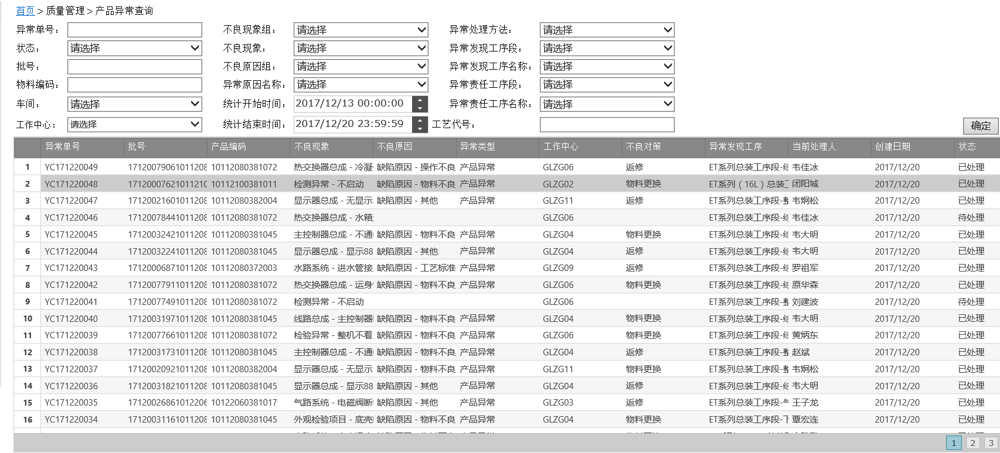 首页 > 质量管理 > 产品异常查询
异常单号： 不良现象组： 请选择 异常处理方法： 请选择
状态： 请选择 不良现象： 请选择 异常发现工序段： 请选择
批号： 不良原因组： 请选择 异常发现工序名称： 请选择
物料编码： 异常原因名称： 请选择 异常责任工序段： 请选择
车间： 请选择 统计开始时间： 2017/12/13 00:00:00 异常责任工序名称： 请选择
工作中心： 请选择 统计结束时间： 2017/12/20 23:59:59 工艺代号： 确定
异常单号 批号 产品编码 不良现象 不良原因 异常类型 工作中心 不良对策 异常发现工序 当前处理人 创建日期 状态
1 YC171220049 17120079061011208 10112080381072 热交换器总成 - 冷凝 缺陷原因 - 操作不良 产品异常 GLZG06 返修 ET系列总装工序段- 韦佳冰 2017/12/20 已处理
2 YC171220048 17120007621011210 10112100381011 检测异常 - 不启动 缺陷原因 - 物料不良 产品异常 GLZG02 物料更换 ET系列（16L）总装 闭阳城 2017/12/20 已处理
3 YC171220047 17120021601011208 10112080382004 显示器总成 - 无显示 缺陷原因 - 其他 产品异常 GLZG11 返修 ET系列总装工序段- 韦炯松 2017/12/20 已处理
4 YC171220046 17120078441011208 10112080381072 热交换器总成 - 水箱 GLZG06 ET系列总装工序段- 韦佳冰 2017/12/20 待处理
5 YC171220045 17120032421011208 10112080381045 主控制器总成 - 不通 缺陷原因 - 物料不良 产品异常 GLZG04 物料更换 ET系列总装工序段- 韦大明 2017/12/20 已处理
6 YC171220044 17120032241011208 10112080381045 显示器总成 - 显示88 缺陷原因 - 其他 产品异常 GLZG04 返修 ET系列总装工序段- 韦大明 2017/12/20 已处理
7 YC171220043 17120006871011208 10112080372003 水路系统 - 进水管接 缺陷原因 - 工艺标准 产品异常 GLZG09 返修 ET系列总装工序段- 罗祖军 2017/12/20 已处理
8 YC171220042 17120077911011208 10112080381072 热交换器总成 - 运身 缺陷原因 - 物料不良 产品异常 GLZG06 物料更换 ET系列总装工序段- 原华森 2017/12/20 已处理
9 YC171220041 17120077491011208 10112080381072 检测异常 - 不启动 GLZG06 ET系列总装工序段- 刘建波 2017/12/20 待处理
10 YC171220040 17120031971011208 10112080381045 线路总成 - 主控制器 缺陷原因 - 物料不良 产品异常 GLZG04 物料更换 ET系列总装工序段- 韦大明 2017/12/20 已处理
11 YC171220039 17120077661011208 10112080381072 检验异常 - 整机不着 缺陷原因 - 物料不良 产品异常 GLZG06 物料更换 ET系列总装工序段- 黄炳东 2017/12/20 已处理
12 YC171220038 17120031731011208 10112080381045 主控制器总成 - 不通 缺陷原因 - 物料不良 产品异常 GLZG04 返修 ET系列总装工序段- 赵斌 2017/12/20 已处理
13 YC171220037 17120020921011208 10112080382004 显示器总成 - 无显示 缺陷原因 - 物料不良 产品异常 GLZG11 物料更换 ET系列总装工序段- 韦炯松 2017/12/20 已处理
14 YC171220036 17120031821011208 10112080381045 显示器总成 - 显示88 缺陷原因 - 其他 产品异常 GLZG04 返修 ET系列总装工序段- 韦大明 2017/12/20 已处理
15 YC171220035 17120026861012206 10122060381017 气路系统 - 电磁阀断 缺陷原因 - 其他 产品异常 GLZG03 返修 ET系列总装工序段- 王子龙 2017/12/20 已处理
16 YC171220034 17120031161011208 10112080381045 外观检验项目 - 底壳 缺陷原因 - 物料不良 产品异常 GLZG04 物料更换 ET系列总装工序段- 覃宏连 2017/12/20 已处理
1 2 3